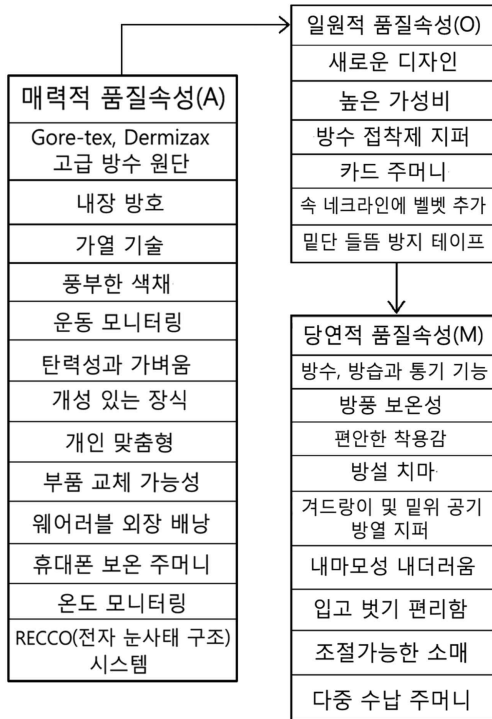 매력적 품질속성(A)
Gore-tex, Dermizax
고급 방수 원단
내장 방호
가열 기술
풍부한 색채
운동 모니터링
탄력성과 가벼움
개성 있는 장식
개인 맞춤형
부품 교체 가능성
웨어러블 외장 배낭
휴대폰 보온 주머니
온도 모니터링
RECCO(전자 눈사태 구조)
시스템
일원적 품질속성(O)
새로운 디자인
높은 가성비
방수 접착제 지퍼
카드 주머니
속 네크라인에 벨벳 추가
밑단 들뜸 방지 테이프
당연적 품질속성(M)
방수, 방습과 통기 기능
방풍 보온성
편안한 착용감
방설 치마
겨드랑이 및 밑위 공기
방열 지퍼
내마모성 내더러움
입고 벗기 편리함
조절가능한 소매
다중 수납 주머니